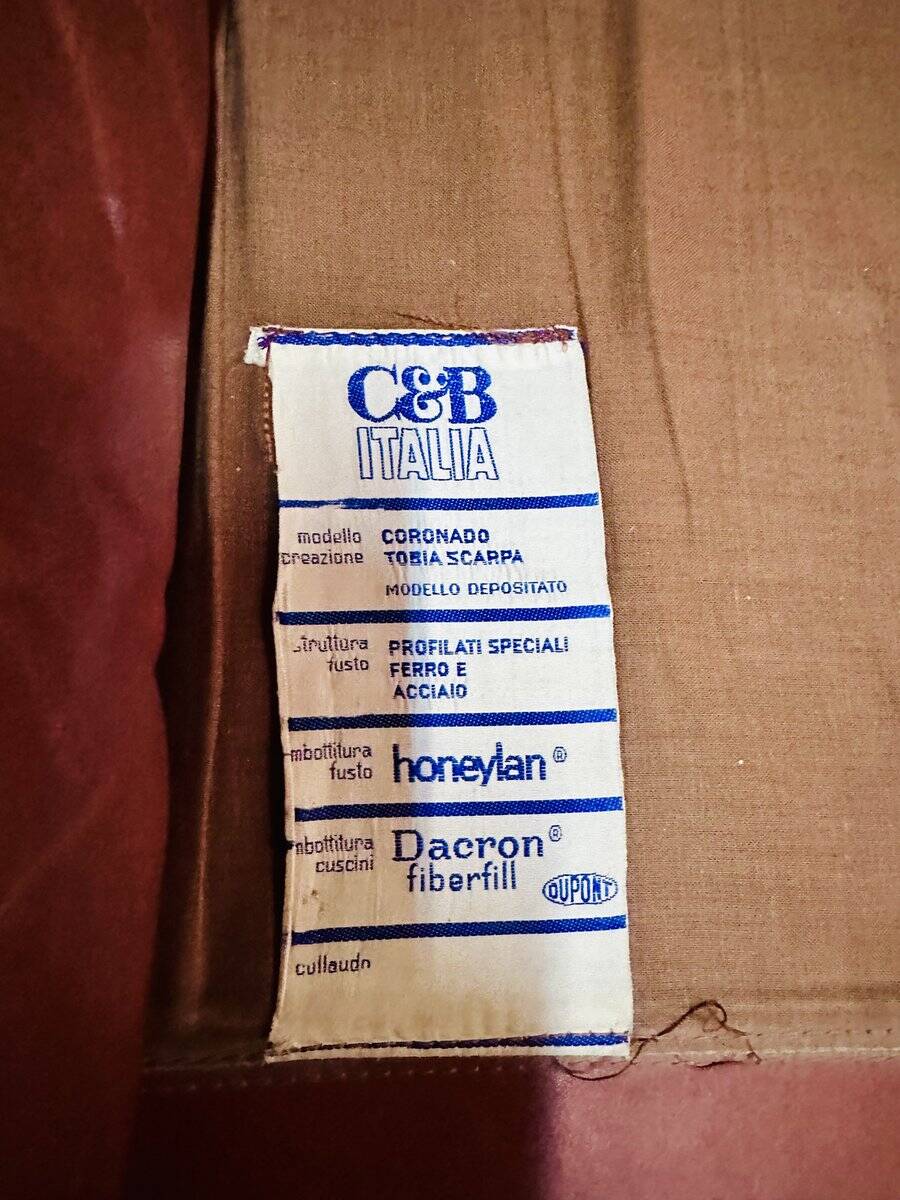 C&B
ITALIA
modello CORONADO
creazione TOBIA SCARPA
MODELLO DEPOSITATO
struttura PROFILATI SPECIALI
fusto FERRO E
ACCIAIO
mbottitura honeylan®
fusto
mbottitura Dacron®
cuscini fiberfill
DUPONT
collaudo